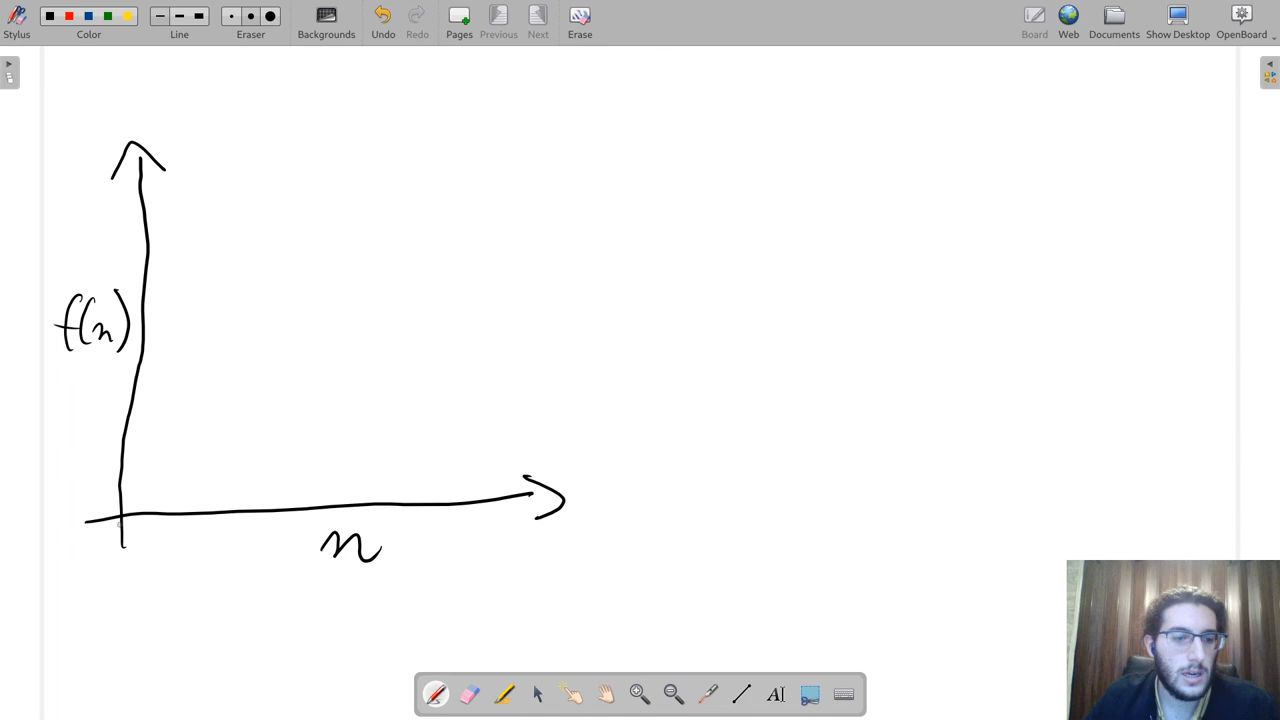 Stylus Color Line Eraser Backgrounds Undo Redo Pages Previous Next Erase Board Web Documents Show Desktop OpenBoard
f(n)
n